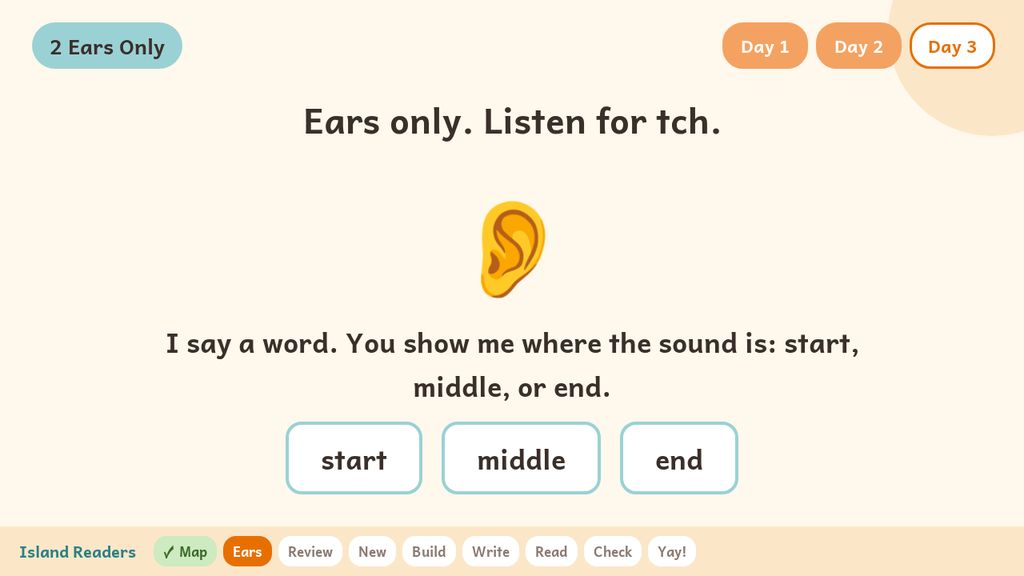 2 Ears Only
Day 1
Day 2
Day 3
Ears only. Listen for tch.
I say a word. You show me where the sound is: start,
middle, or end.
start
middle
end
Island Readers
✓ Map
Ears
Review
New
Build
Write
Read
Check
Yay!